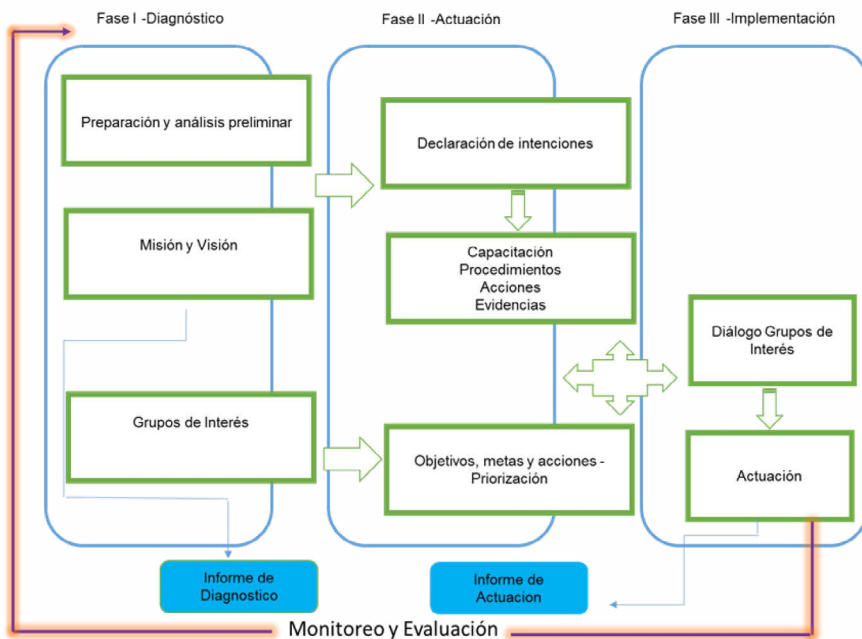 Fase I -Diagnóstico
Fase II -Actuación
Fase III -Implementación
Preparación y análisis preliminar
Misión y Visión
Grupos de Interés
Declaración de intenciones
Capacitación
Procedimientos
Acciones
Evidencias
Objetivos, metas y acciones -
Priorización
Diálogo Grupos de
Interés
Actuación
Informe de
Diagnostico
Informe de
Actuacion
Monitoreo y Evaluación